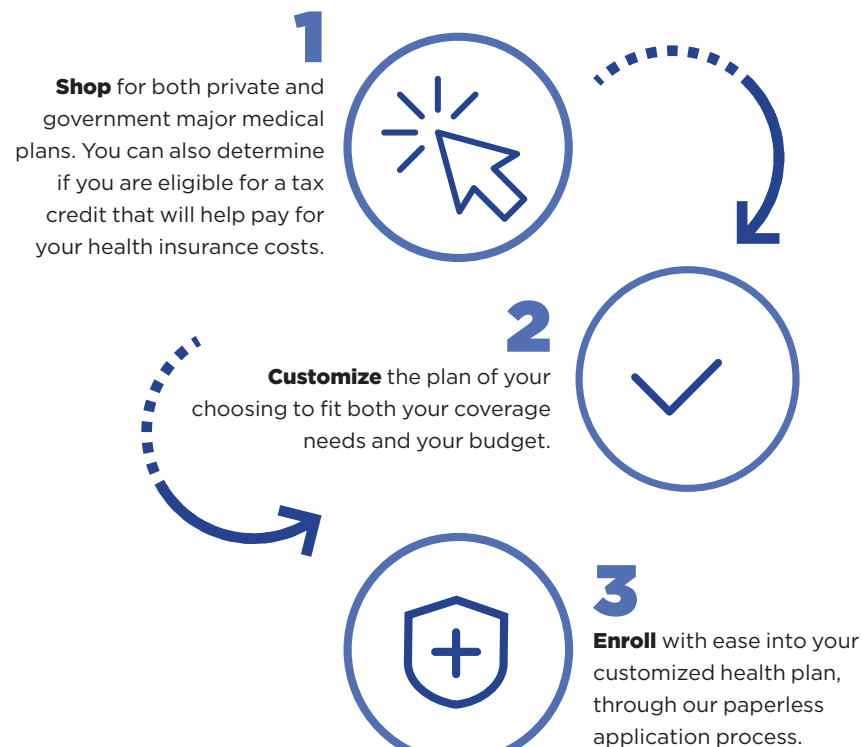 1
Shop for both private and
government major medical
plans. You can also determine
if you are eligible for a tax
credit that will help pay for
your health insurance costs.
2
Customize the plan of your
choosing to fit both your coverage
needs and your budget.
3
Enroll with ease into your
customized health plan,
through our paperless
application process.